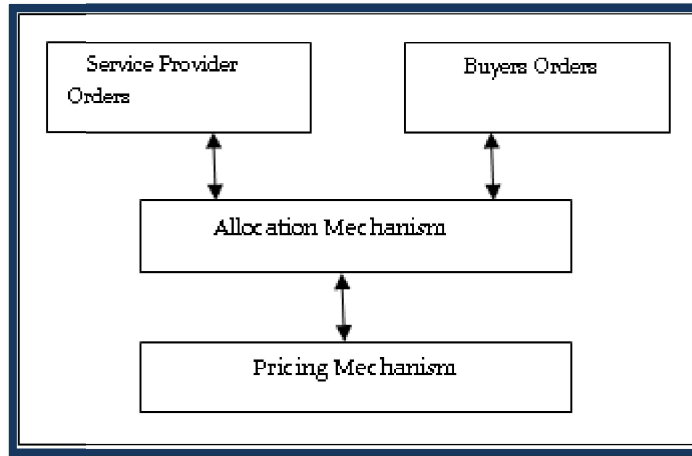 Service Provider
Orders
Buyers Orders
Allocation Mechanism
Pricing Mechanism